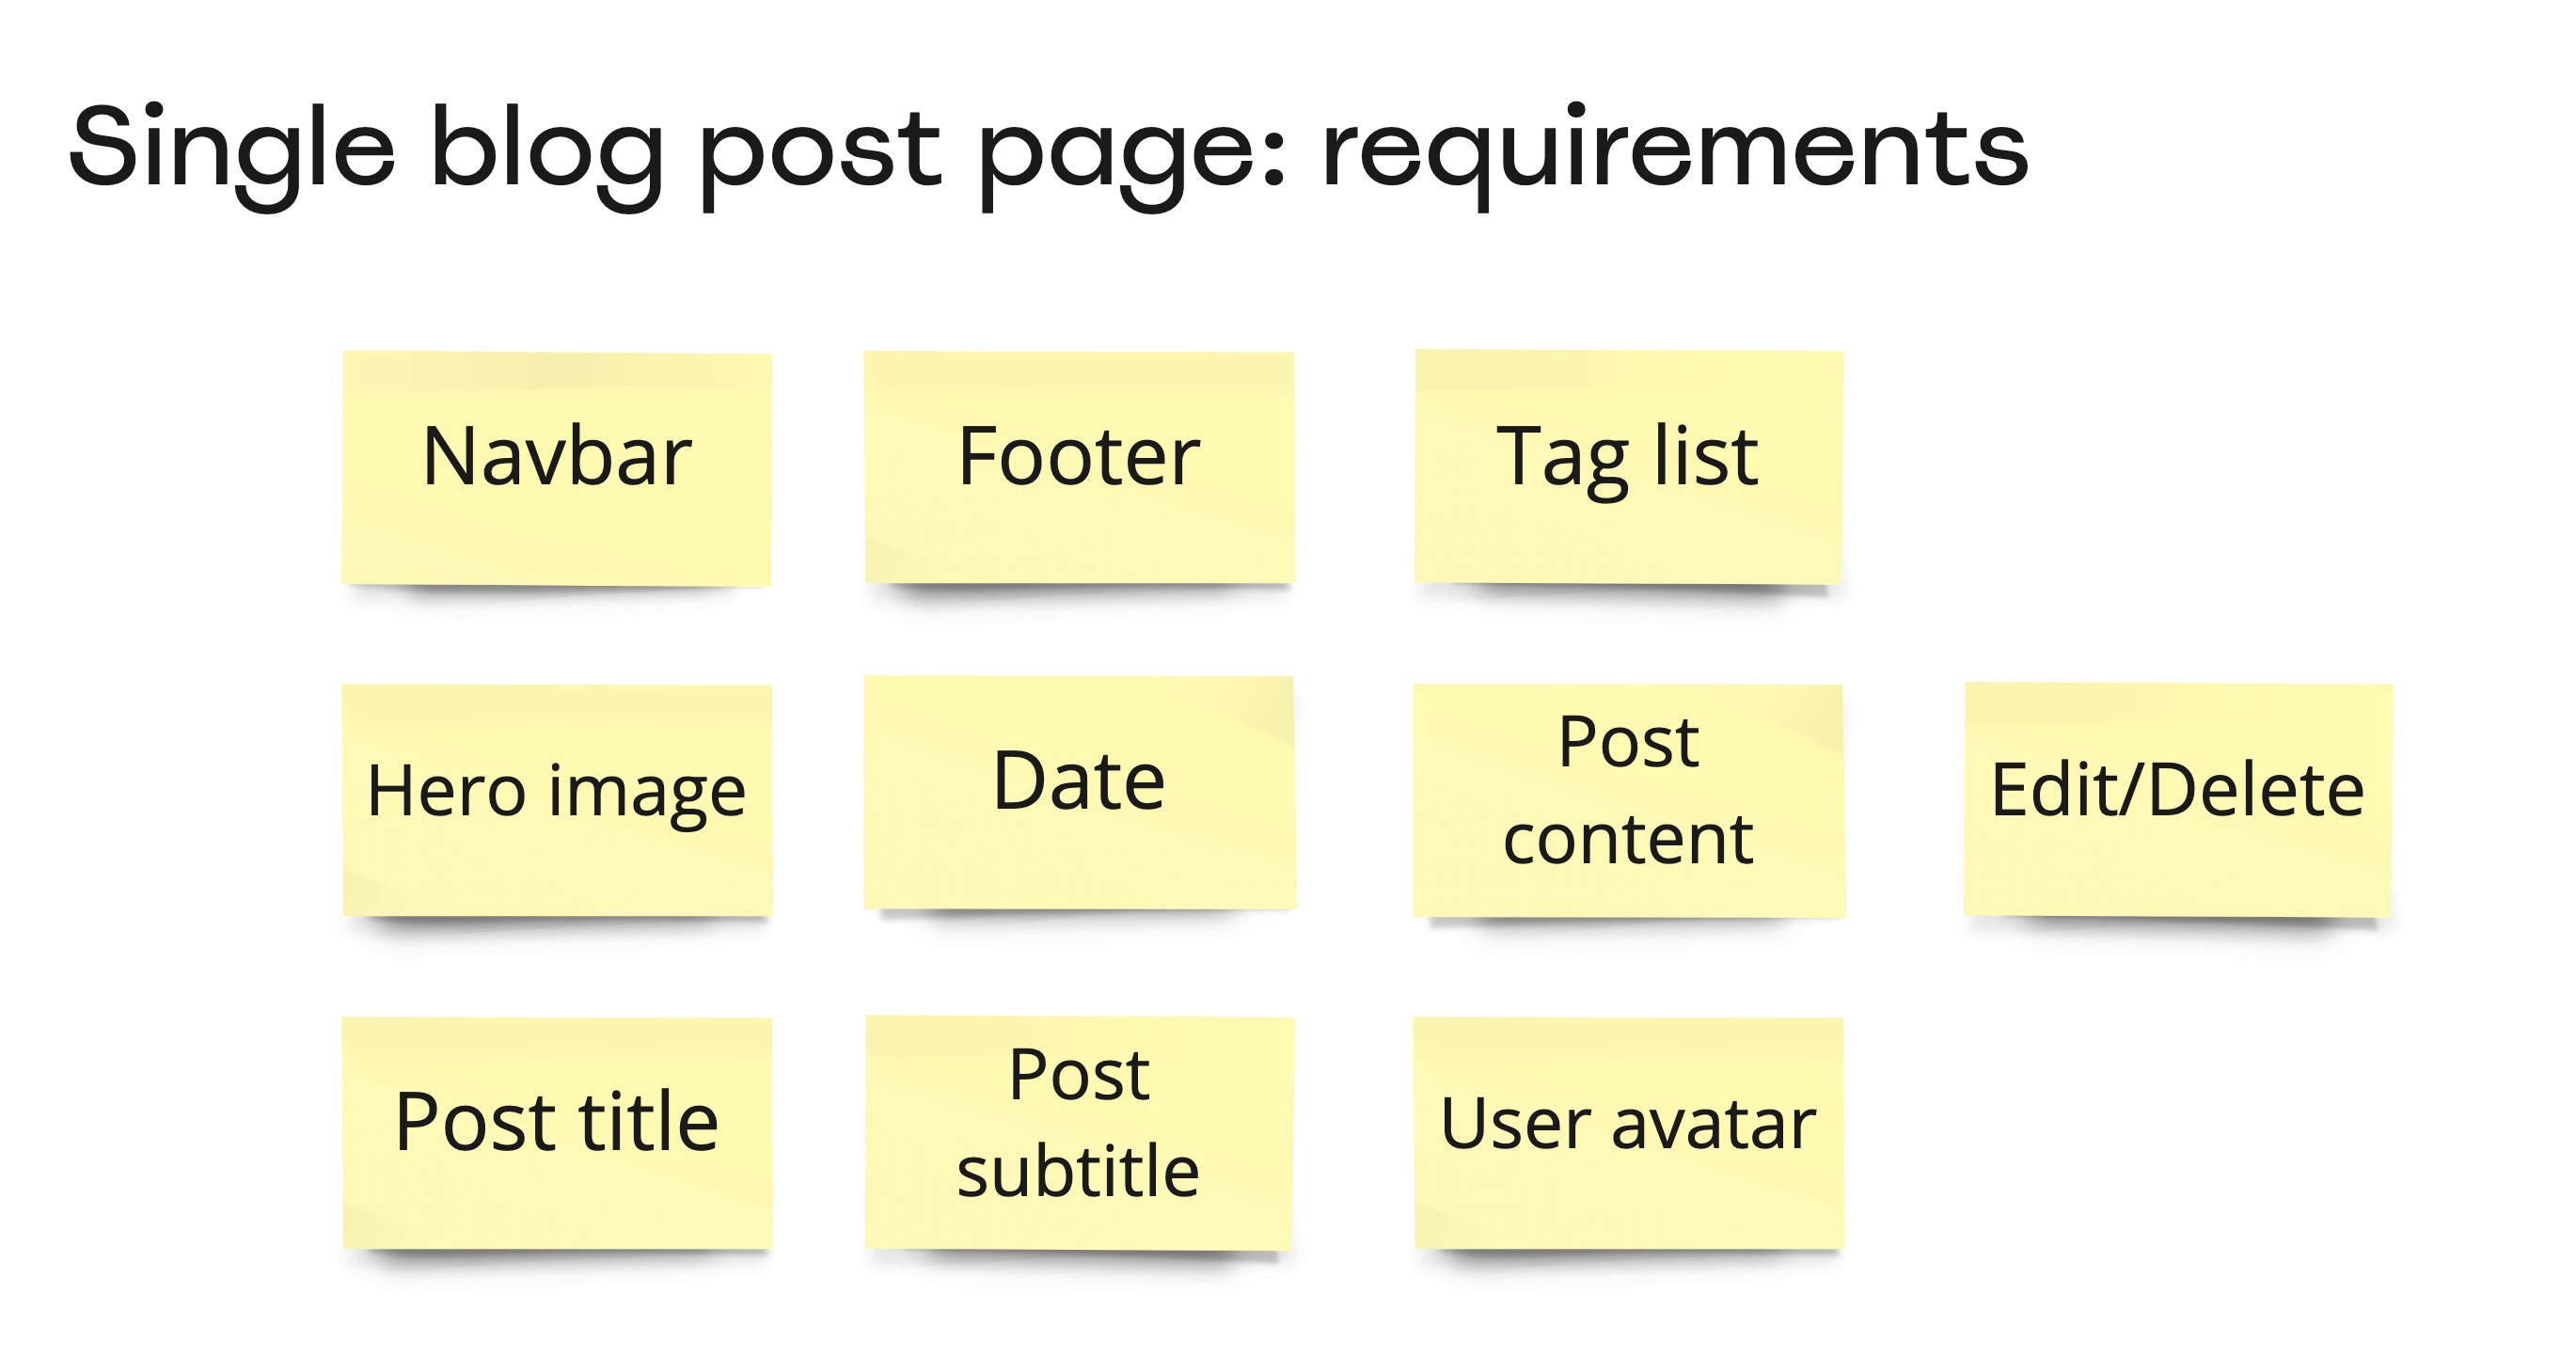 Single blog post page: requirements
Navbar
Footer
Tag list
Hero image
Date
Post
content
Edit/Delete
Post title
Post
subtitle
User avatar